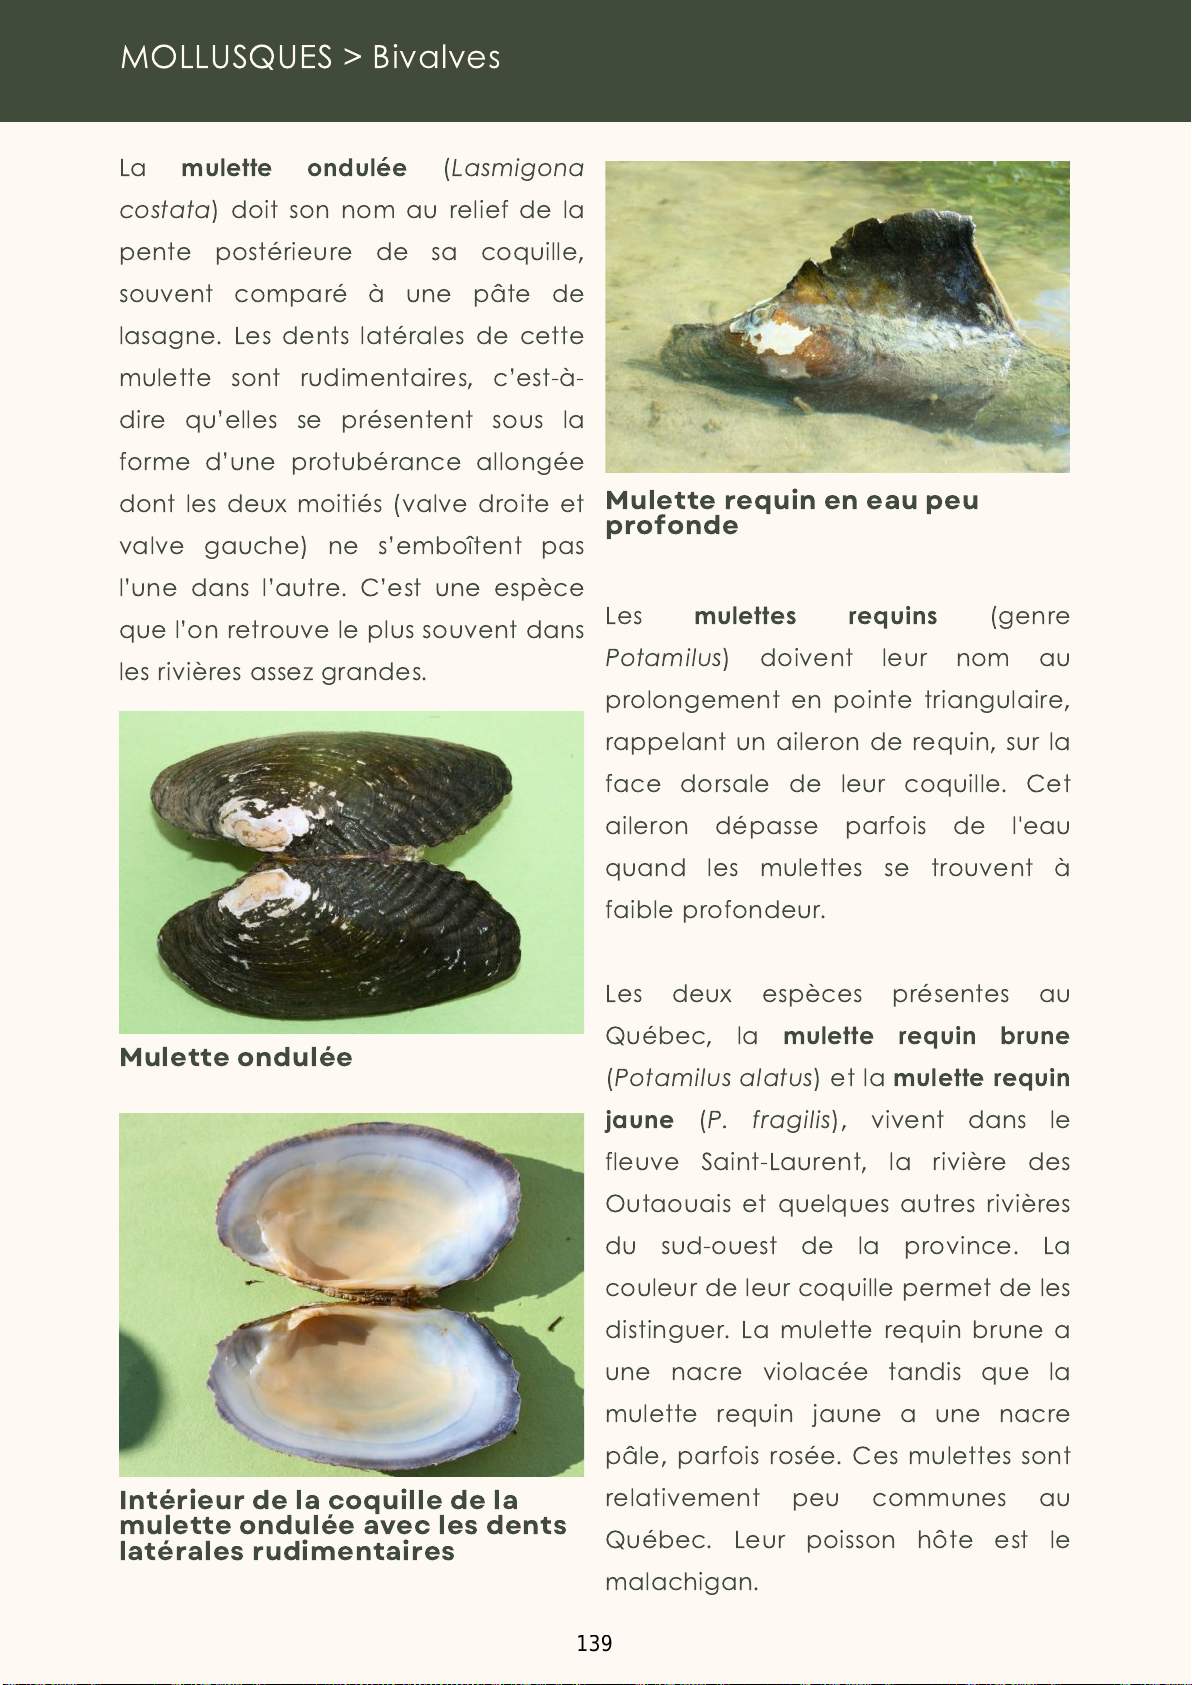 MOLLUSQUES > Bivalves
La mulette ondulée (Lasmigona
costata) doit son nom au relief de la
pente postérieure de sa coquille,
souvent comparé à une pâte de
lasagne. Les dents latérales de cette
mulette sont rudimentaires, c’est-à-
dire qu’elles se présentent sous la
forme d’une protubérance allongée
dont les deux moitiés (valve droite et
valve gauche) ne s’emboîtent pas
l’une dans l’autre. C’est une espèce
que l’on retrouve le plus souvent dans
les rivières assez grandes.
Mulette ondulée
Intérieur de la coquille de la
mulette ondulée avec les dents
latérales rudimentaires
Mulette requin en eau peu
profonde
Les mulettes requins (genre
Potamilus) doivent leur nom au
prolongement en pointe triangulaire,
rappelant un aileron de requin, sur la
face dorsale de leur coquille. Cet
aileron dépasse parfois de l'eau
quand les mulettes se trouvent à
faible profondeur.
Les deux espèces présentes au
Québec, la mulette requin brune
(Potamilus alatus) et la mulette requin
jaune (P. fragilis), vivent dans le
fleuve Saint-Laurent, la rivière des
Outaouais et quelques autres rivières
du sud-ouest de la province. La
couleur de leur coquille permet de les
distinguer. La mulette requin brune a
une nacre violacée tandis que la
mulette requin jaune a une nacre
pâle, parfois rosée. Ces mulettes sont
relativement peu communes au
Québec. Leur poisson hôte est le
malachigan.
139